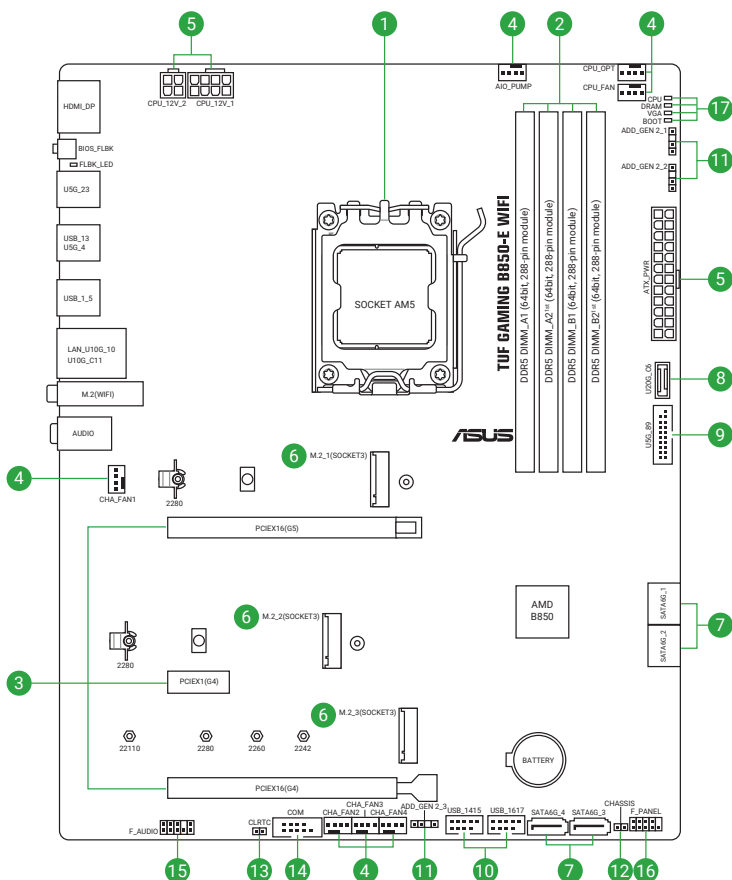 5
1
4
2
4
CPU_12V_2
CPU_12V_1
AIO_PUMP
CPU_OPT
CPU_FAN
CPU
DRAM
VGA
BOOT
17
HDMI_DP
BIOS_FLBK
FLBK_LED
ADD_GEN 2_1
11
ADD_GEN 2_2
U5G_23
USB_13
U5G_4
USB_1_5
LAN_U10G_10
U10G_C11
M.2(WIFI)
AUDIO
SOCKET AM5
TUF GAMING B850-E WIFI
DDR5 DIMM_A1 (64bit, 288-pin module)
DDR5 DIMM_A2¹ˢᵗ (64bit, 288-pin module)
DDR5 DIMM_B1 (64bit, 288-pin module)
DDR5 DIMM_B2¹ˢᵗ (64bit, 288-pin module)
ATX_PWR
5
U20G_C6
8
U5G_89
9
ASUS
6
M.2_1(SOCKET3)
4
CHA_FAN1
2280
PCIEX16(G5)
AMD
B850
SATA6G_1
SATA6G_2
7
6
M.2_2(SOCKET3)
2280
3
PCIEX1(G4)
6
M.2_3(SOCKET3)
22110
2280
2260
2242
BATTERY
PCIEX16(G4)
F_AUDIO
CLRTC
COM
CHA_FAN2
CHA_FAN3
CHA_FAN4
ADD_GEN 2_3
USB_1415
USB_1617
SATA6G_4
SATA6G_3
CHASSIS
F_PANEL
15
13
14
4
11
10
7
12
16